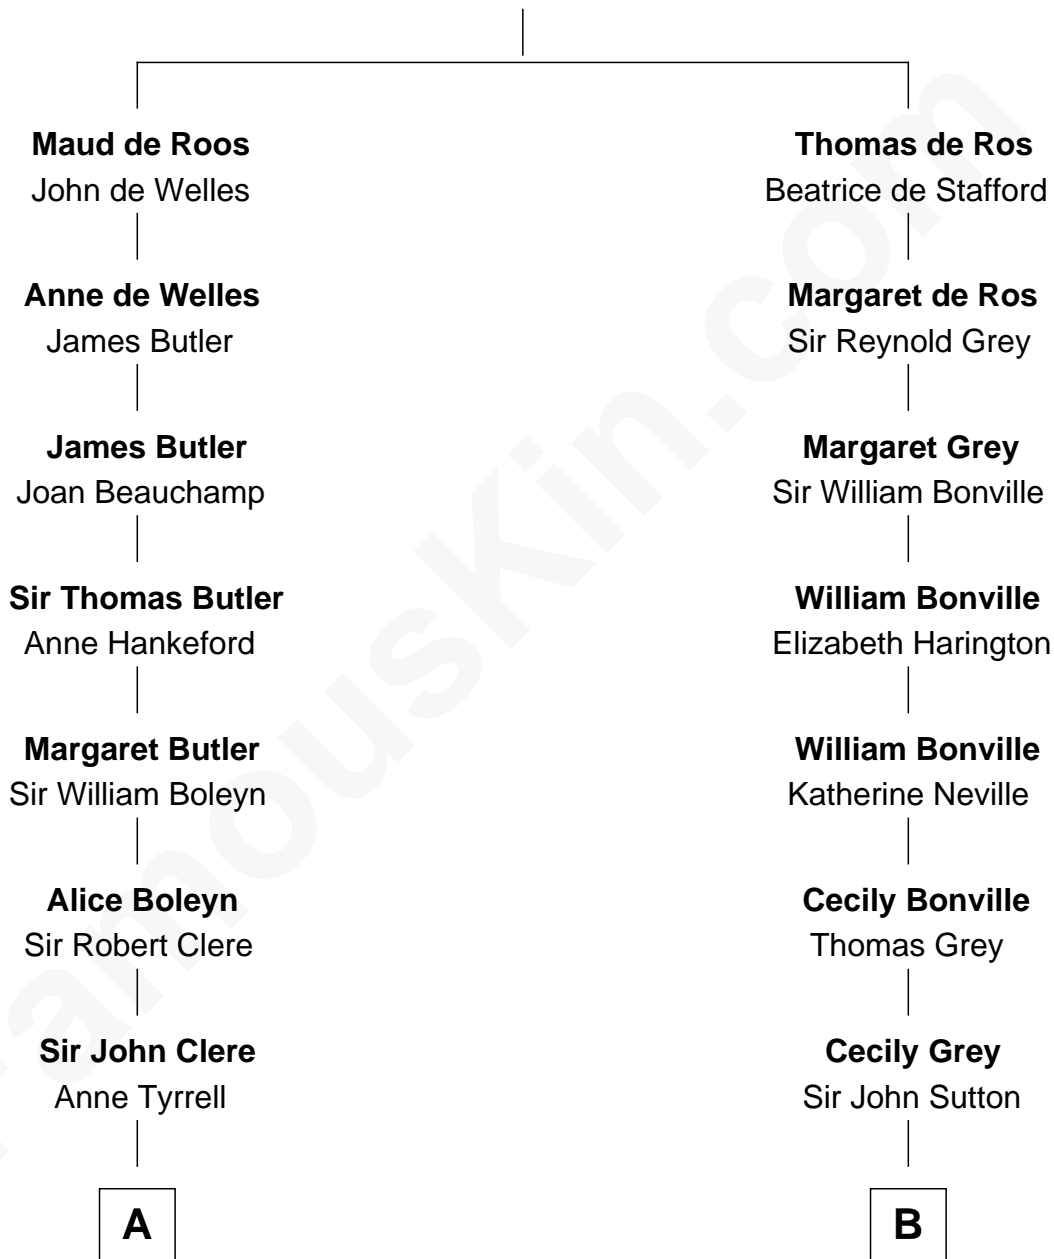 Maud de Roos
John de Welles
Anne de Welles
James Butler
James Butler
Joan Beauchamp
Sir Thomas Butler
Anne Hankeford
Margaret Butler
Sir William Boleyn
Alice Boleyn
Sir Robert Clere
Sir John Clere
Anne Tyrrell
A
Thomas de Ros
Beatrice de Stafford
Margaret de Ros
Sir Reynold Grey
Margaret Grey
Sir William Bonville
William Bonville
Elizabeth Harington
William Bonville
Katherine Neville
Cecily Bonville
Thomas Grey
Cecily Grey
Sir John Sutton
B
FamousKin.com